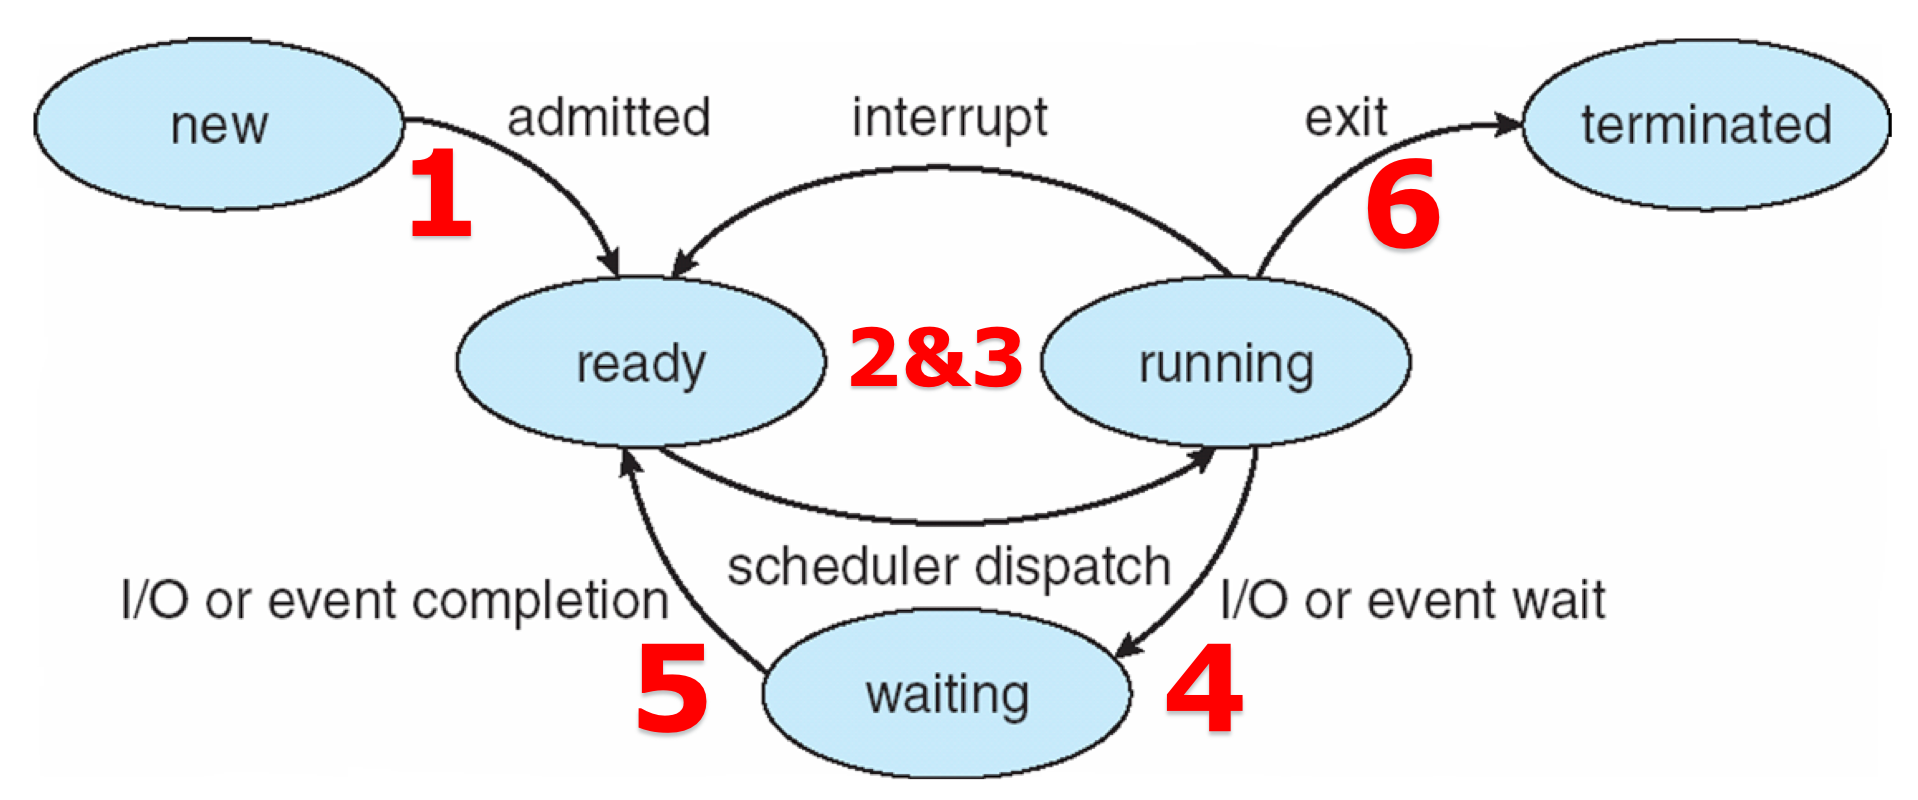 new
admitted
interrupt
exit
terminated
1
6
ready
2&3
running
scheduler dispatch
I/O or event completion
I/O or event wait
5
waiting
4